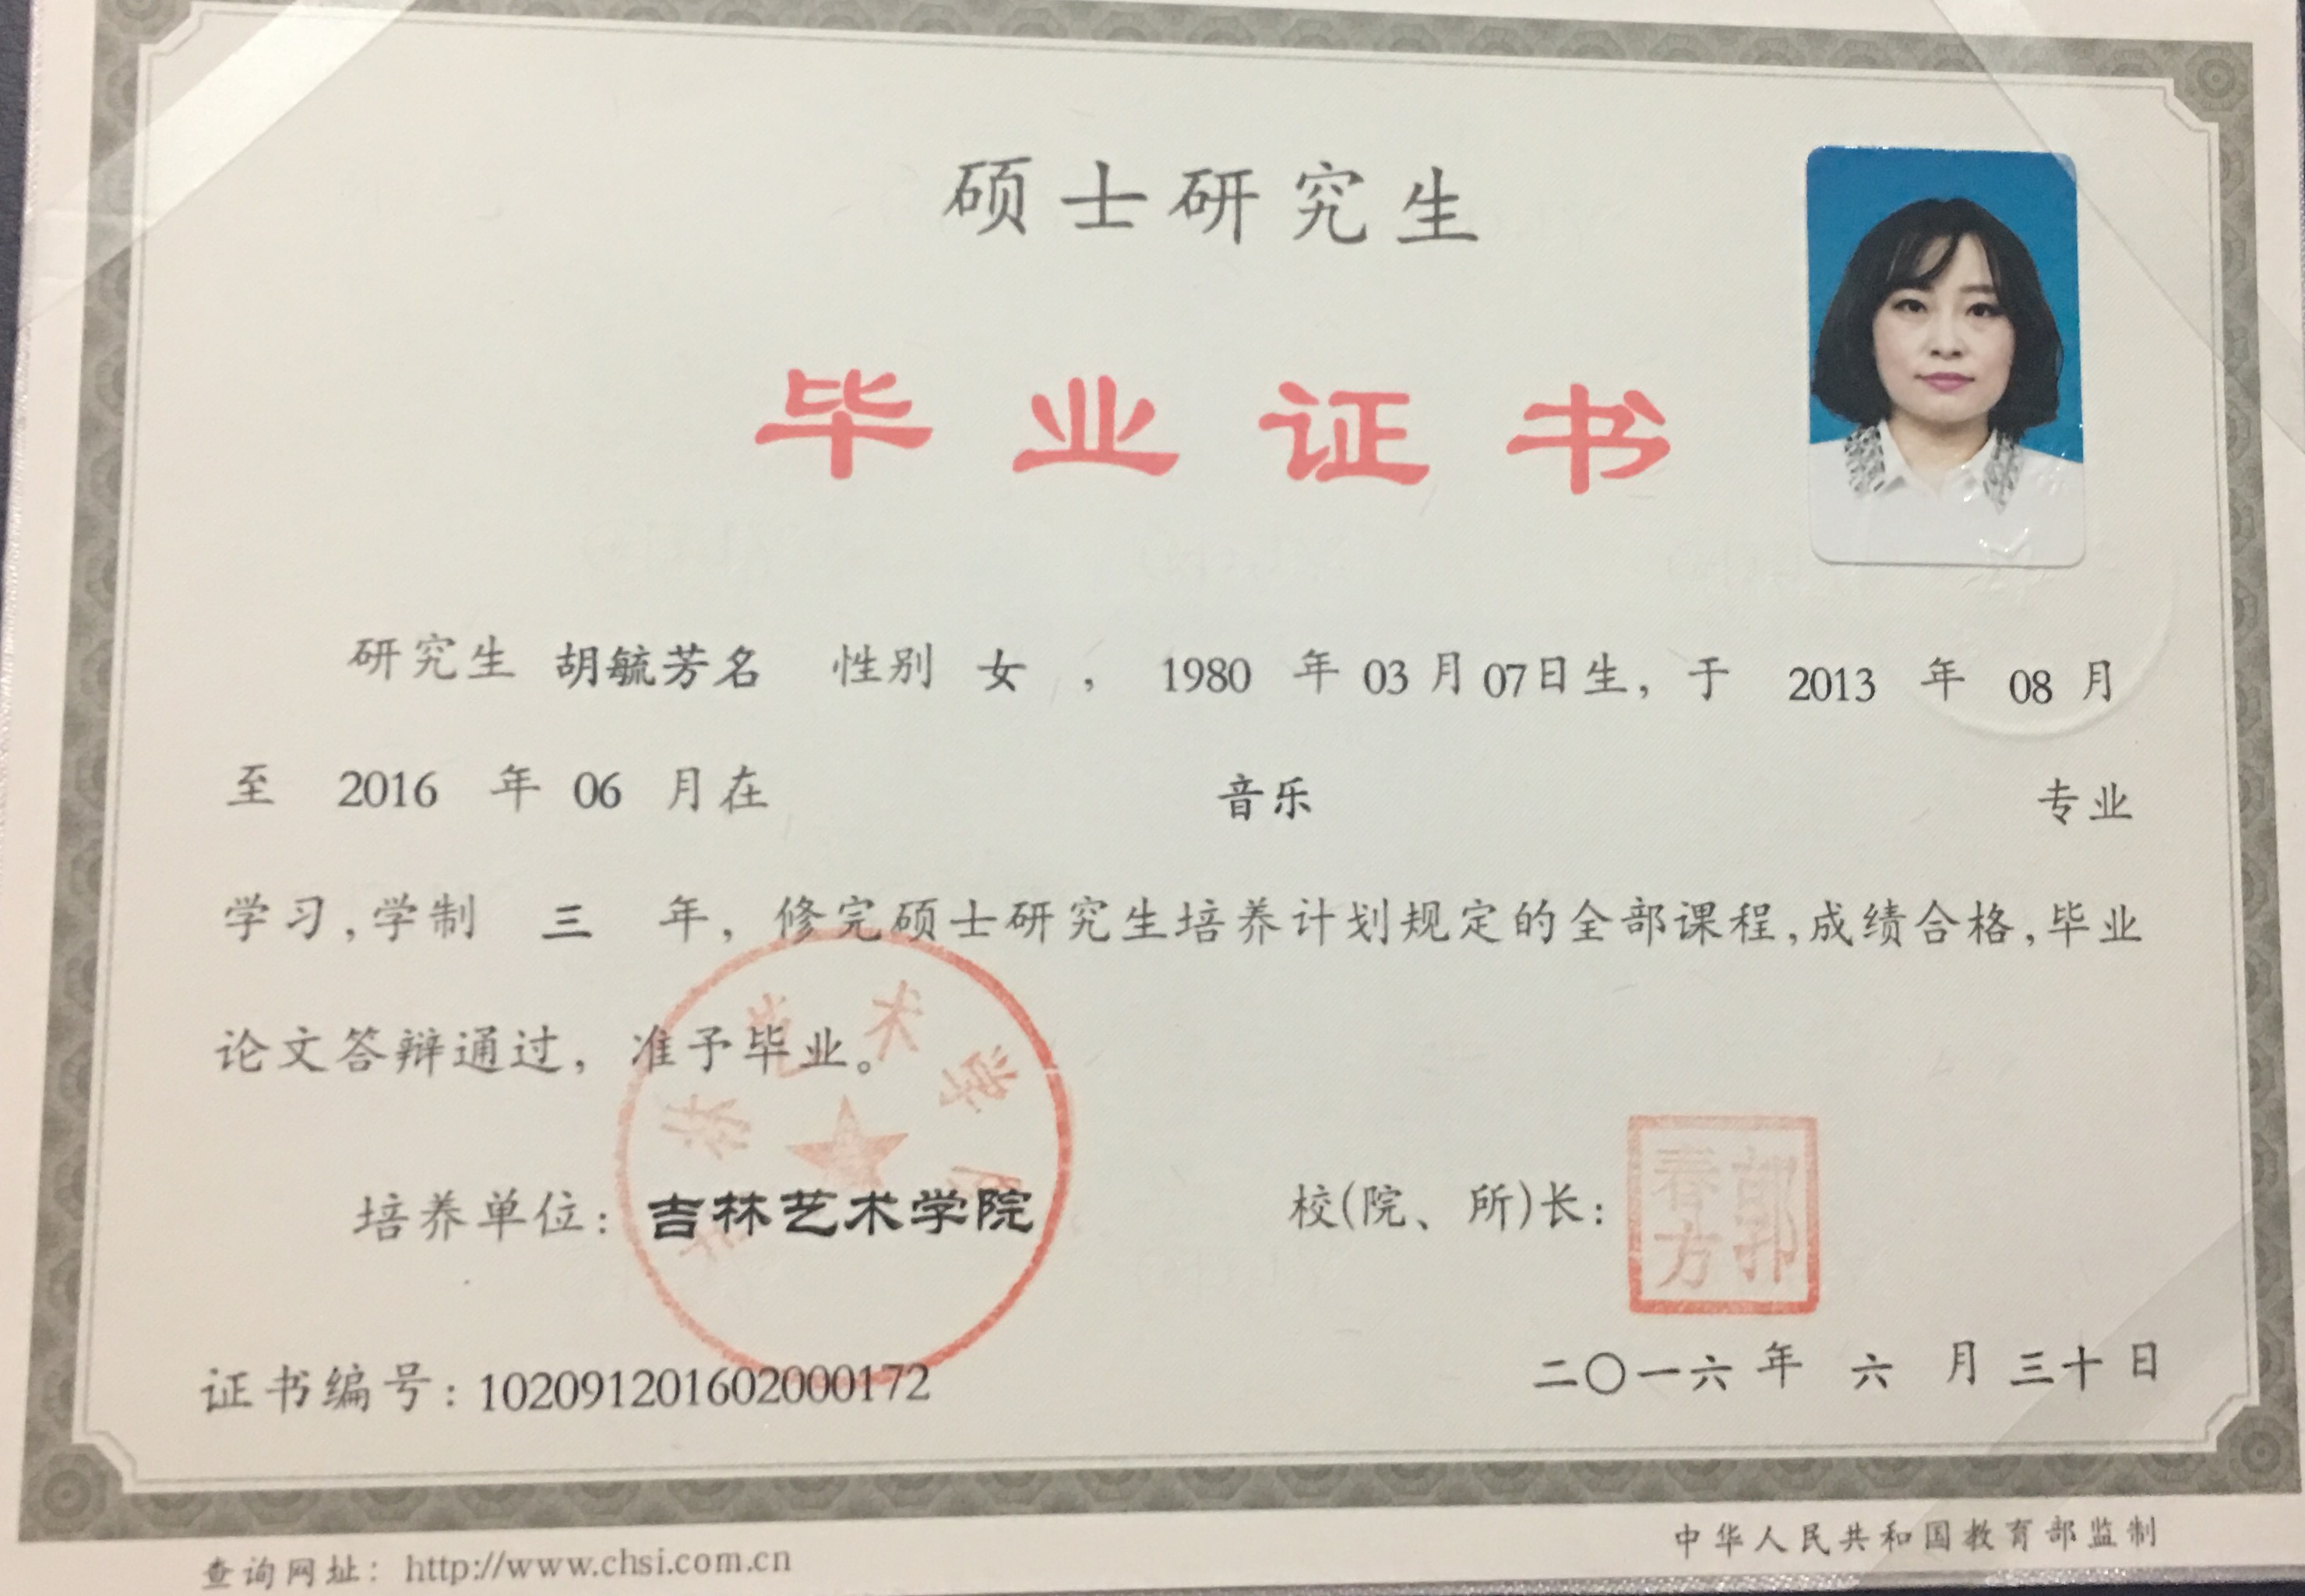 硕士研究生
毕业证书
研究生 胡毓芳名 性别 女 , 1980 年 03 月 07日生, 于 2013 年 08 月
至 2016 年 06 月在 音乐 专业
学习,学制 三 年, 修完硕士研究生培养计划规定的全部课程,成绩合格,毕业
论文答辩通过, 准予毕业。
培养单位: 吉林艺术学院 校(院、所)长: 郭春方
证书编号: 102091201602000172 二〇一六 年 六 月 三十 日
查询网址: http://www.chsi.com.cn 中华人民共和国教育部监制